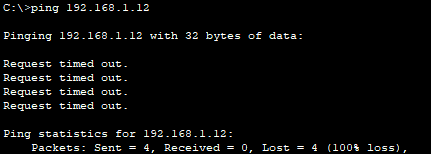 C:\>ping 192.168.1.12
Pinging 192.168.1.12 with 32 bytes of data:
Request timed out.
Request timed out.
Request timed out.
Request timed out.
Ping statistics for 192.168.1.12:
    Packets: Sent = 4, Received = 0, Lost = 4 (100% loss),